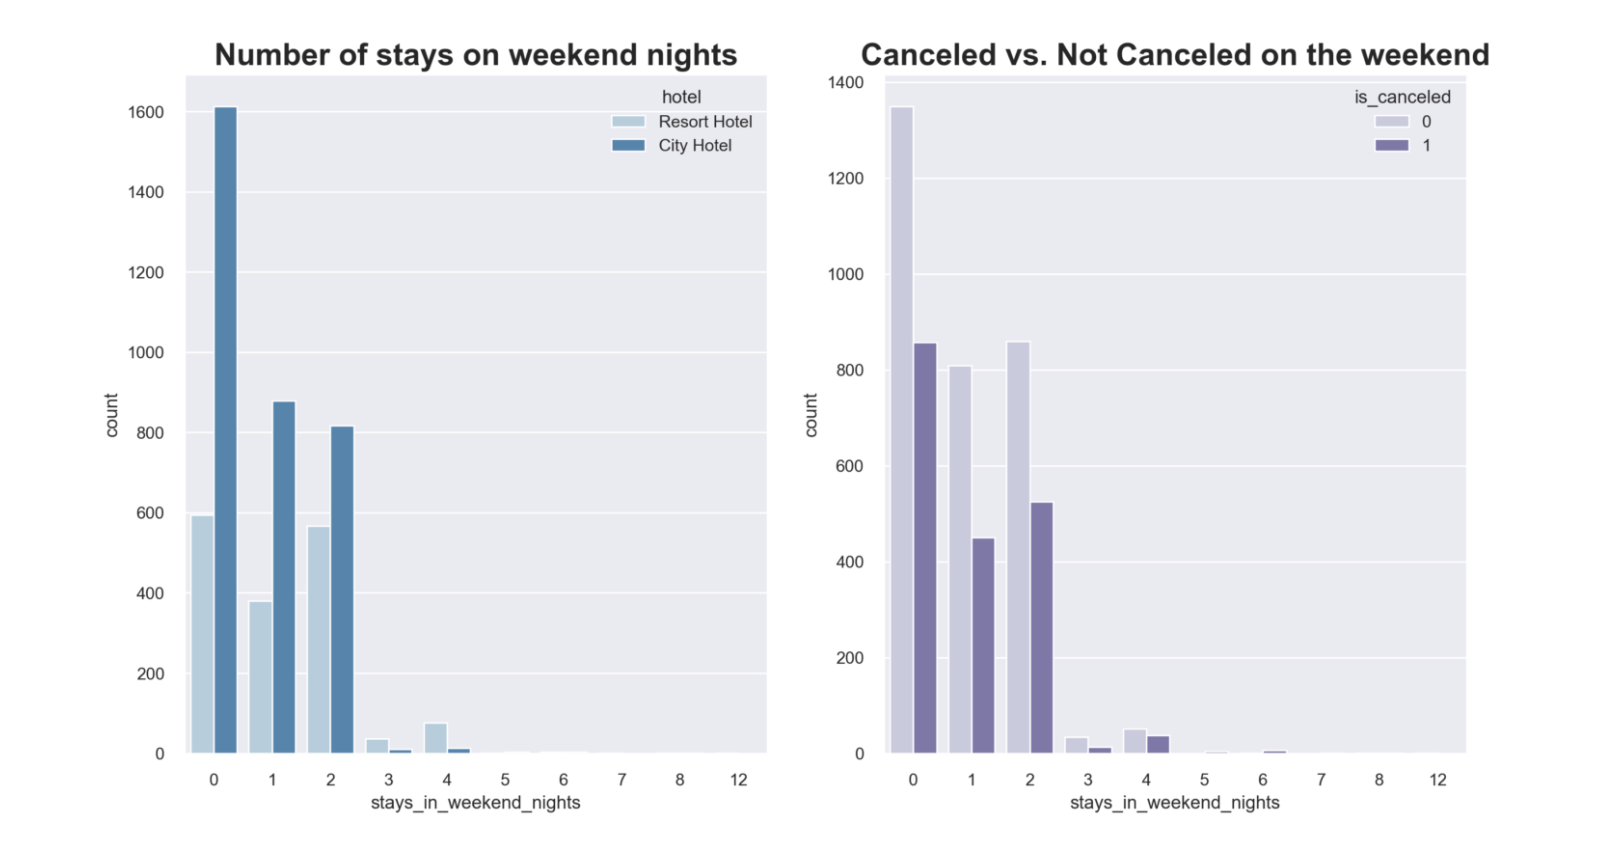 Number of stays on weekend nights
hotel
Resort Hotel
City Hotel
1600
1400
1200
1000
800
600
400
200
0
count
0 1 2 3 4 5 6 7 8 12
stays_in_weekend_nights
Canceled vs. Not Canceled on the weekend
is_canceled
0
1
1400
1200
1000
800
600
400
200
0
count
0 1 2 3 4 5 6 7 8 12
stays_in_weekend_nights